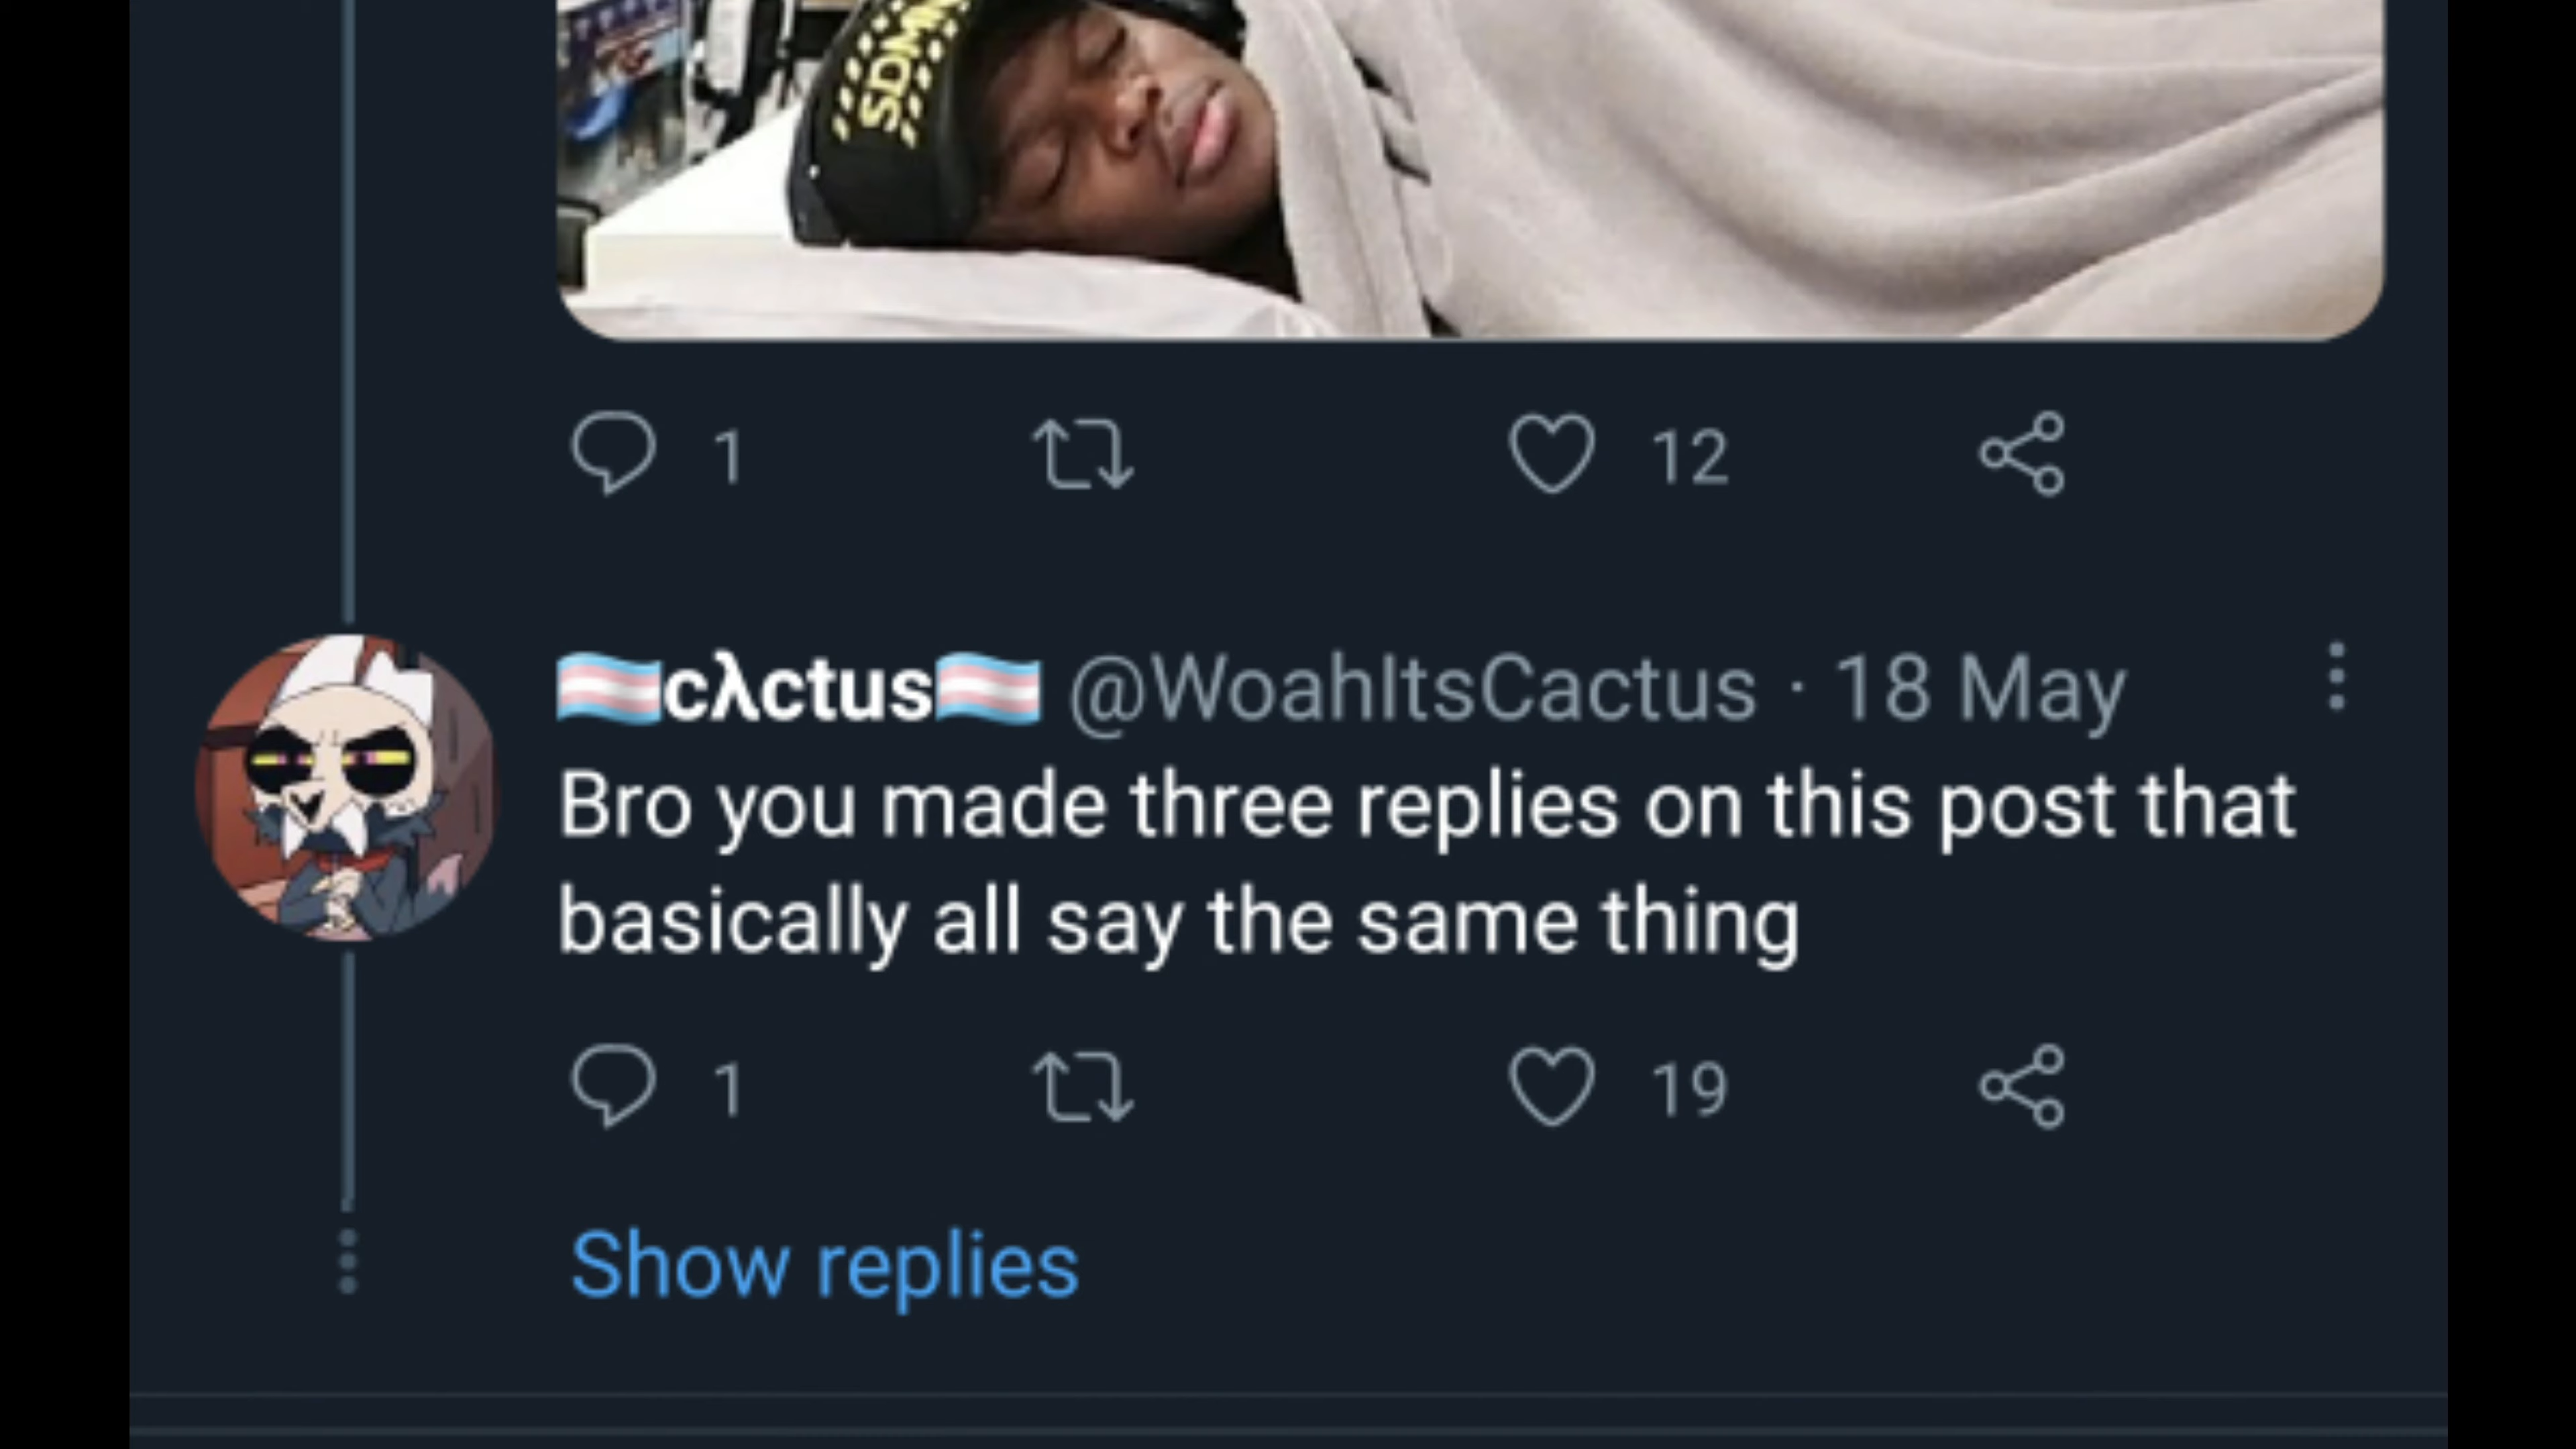 SDMN
1 12
🏳️‍⚧️cλctus🏳️‍⚧️ @WoahItsCactus · 18 May
Bro you made three replies on this post that
basically all say the same thing
1 19
Show replies